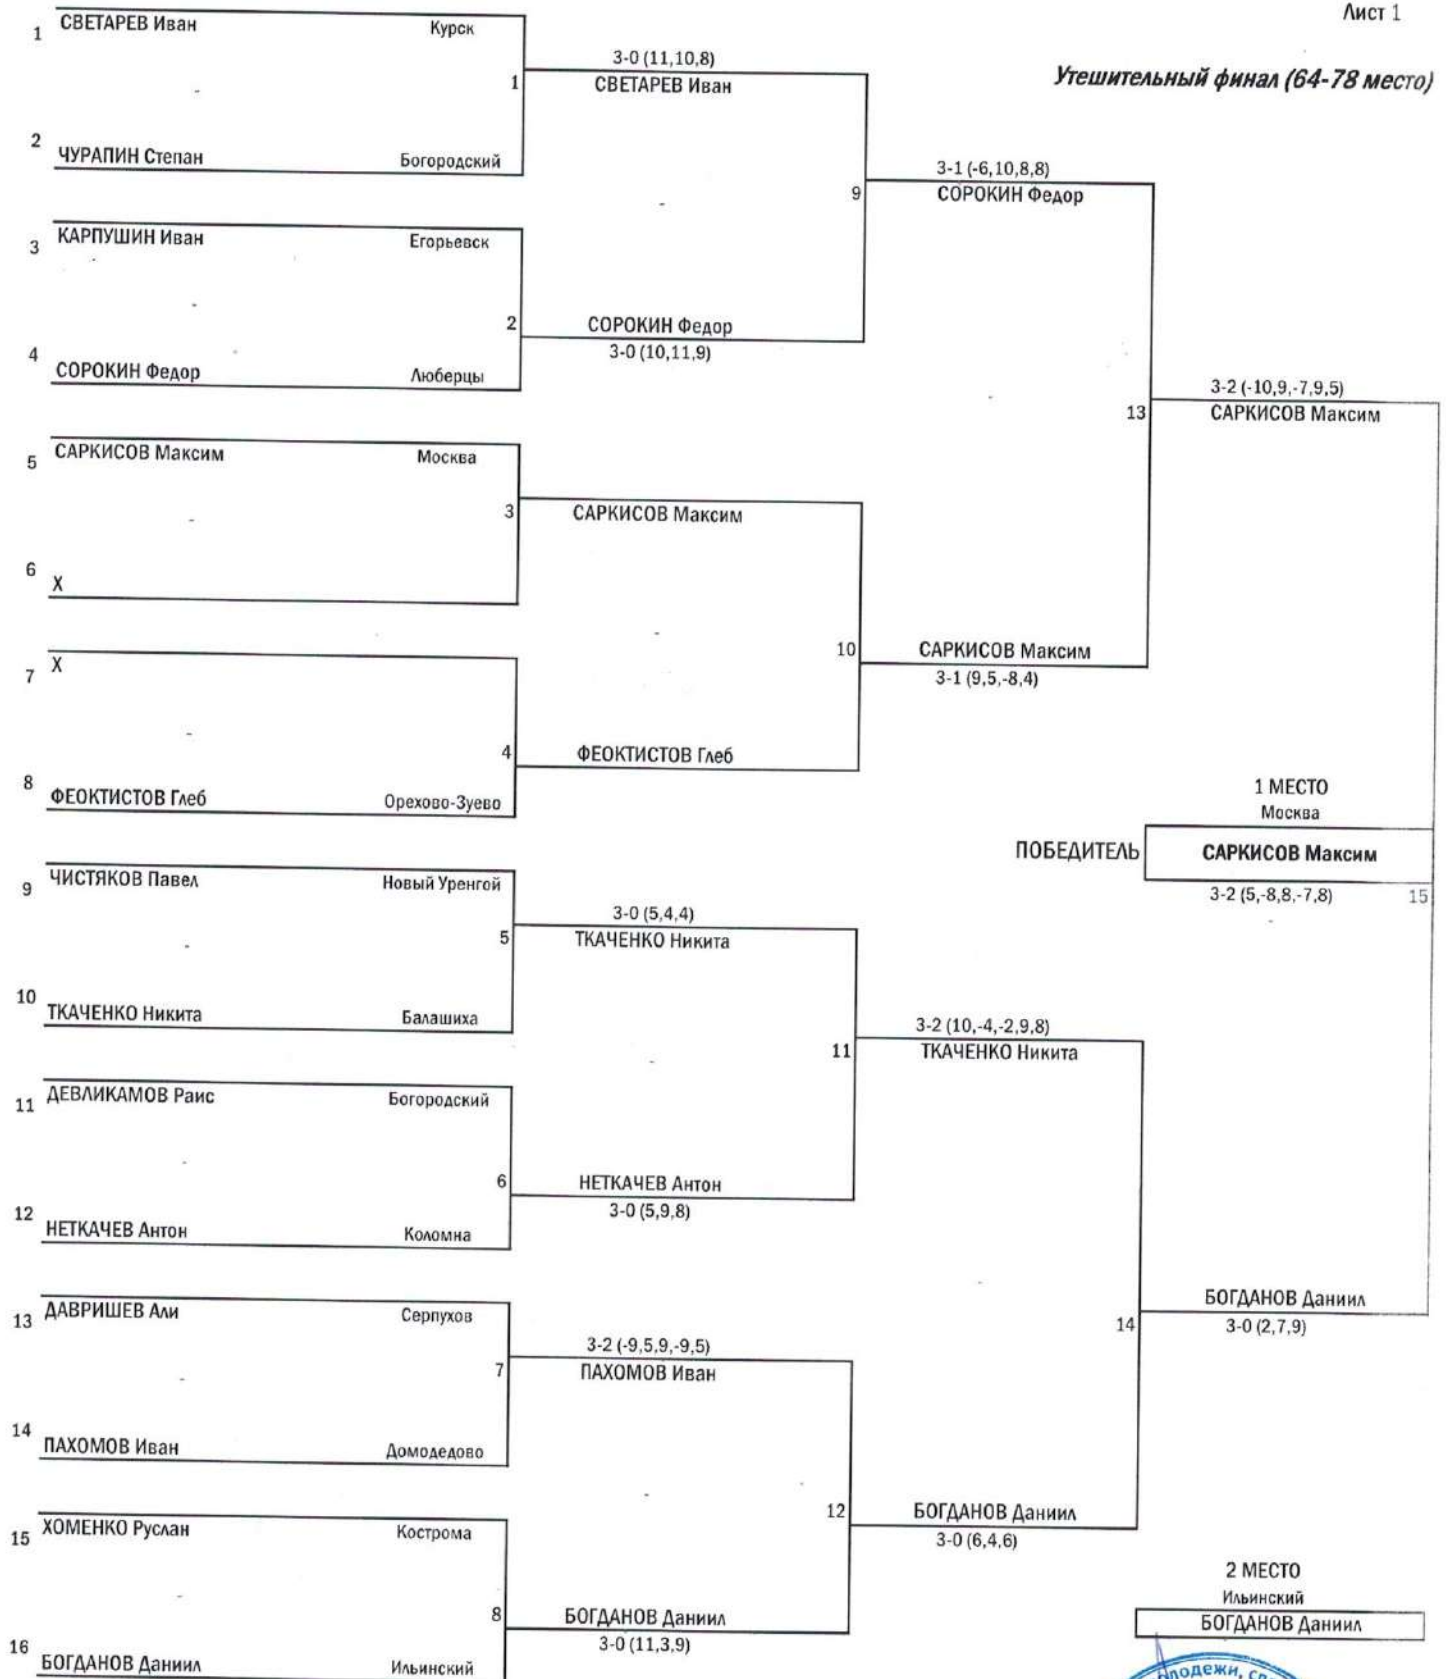 Лист 1
Утешительный финал (64-78 место)
1 СВЕТАРЕВ Иван Курск
3-0 (11,10,8)
1 СВЕТАРЕВ Иван
2 ЧУРАПИН Степан Богородский
3-1 (-6,10,8,8)
9 СОРОКИН Федор
3 КАРПУШИН Иван Егорьевск
2 СОРОКИН Федор
3-0 (10,11,9)
4 СОРОКИН Федор Люберцы
3-2 (-10,9,-7,9,5)
13 САРКИСОВ Максим
5 САРКИСОВ Максим Москва
3 САРКИСОВ Максим
6 X
10 САРКИСОВ Максим
3-1 (9,5,-8,4)
7 X
4 ФЕОКТИСТОВ Глеб
8 ФЕОКТИСТОВ Глеб Орехово-Зуево
1 МЕСТО
Москва
ПОБЕДИТЕЛЬ САРКИСОВ Максим
3-2 (5,-8,8,-7,8) 15
9 ЧИСТЯКОВ Павел Новый Уренгой
3-0 (5,4,4)
5 ТКАЧЕНКО Никита
10 ТКАЧЕНКО Никита Балашиха
3-2 (10,-4,-2,9,8)
11 ТКАЧЕНКО Никита
11 ДЕВЛИКАМОВ Раис Богородский
6 НЕТКАЧЕВ Антон
3-0 (5,9,8)
12 НЕТКАЧЕВ Антон Коломна
14 БОГДАНОВ Даниил
3-0 (2,7,9)
13 ДАВРИШЕВ Али Серпухов
3-2 (-9,5,9,-9,5)
7 ПАХОМОВ Иван
14 ПАХОМОВ Иван Домодедово
12 БОГДАНОВ Даниил
3-0 (6,4,6)
15 ХОМЕНКО Руслан Кострома
8 БОГДАНОВ Даниил
3-0 (11,3,9)
16 БОГДАНОВ Даниил Ильинский
2 МЕСТО
Ильинский
БОГДАНОВ Даниил